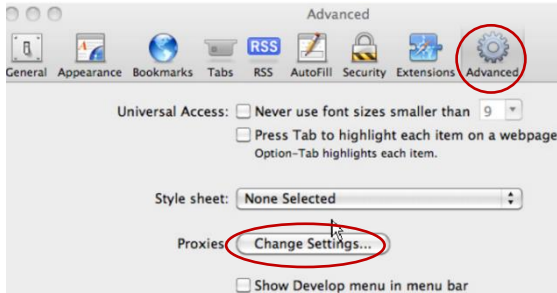 Advanced
RSS
General Appearance Bookmarks Tabs RSS AutoFill Security Extensions Advanced
Universal Access: Never use font sizes smaller than 9
Press Tab to highlight each item on a webpage
Option-Tab highlights each item.
Style sheet: None Selected
Proxies Change Settings...
Show Develop menu in menu bar